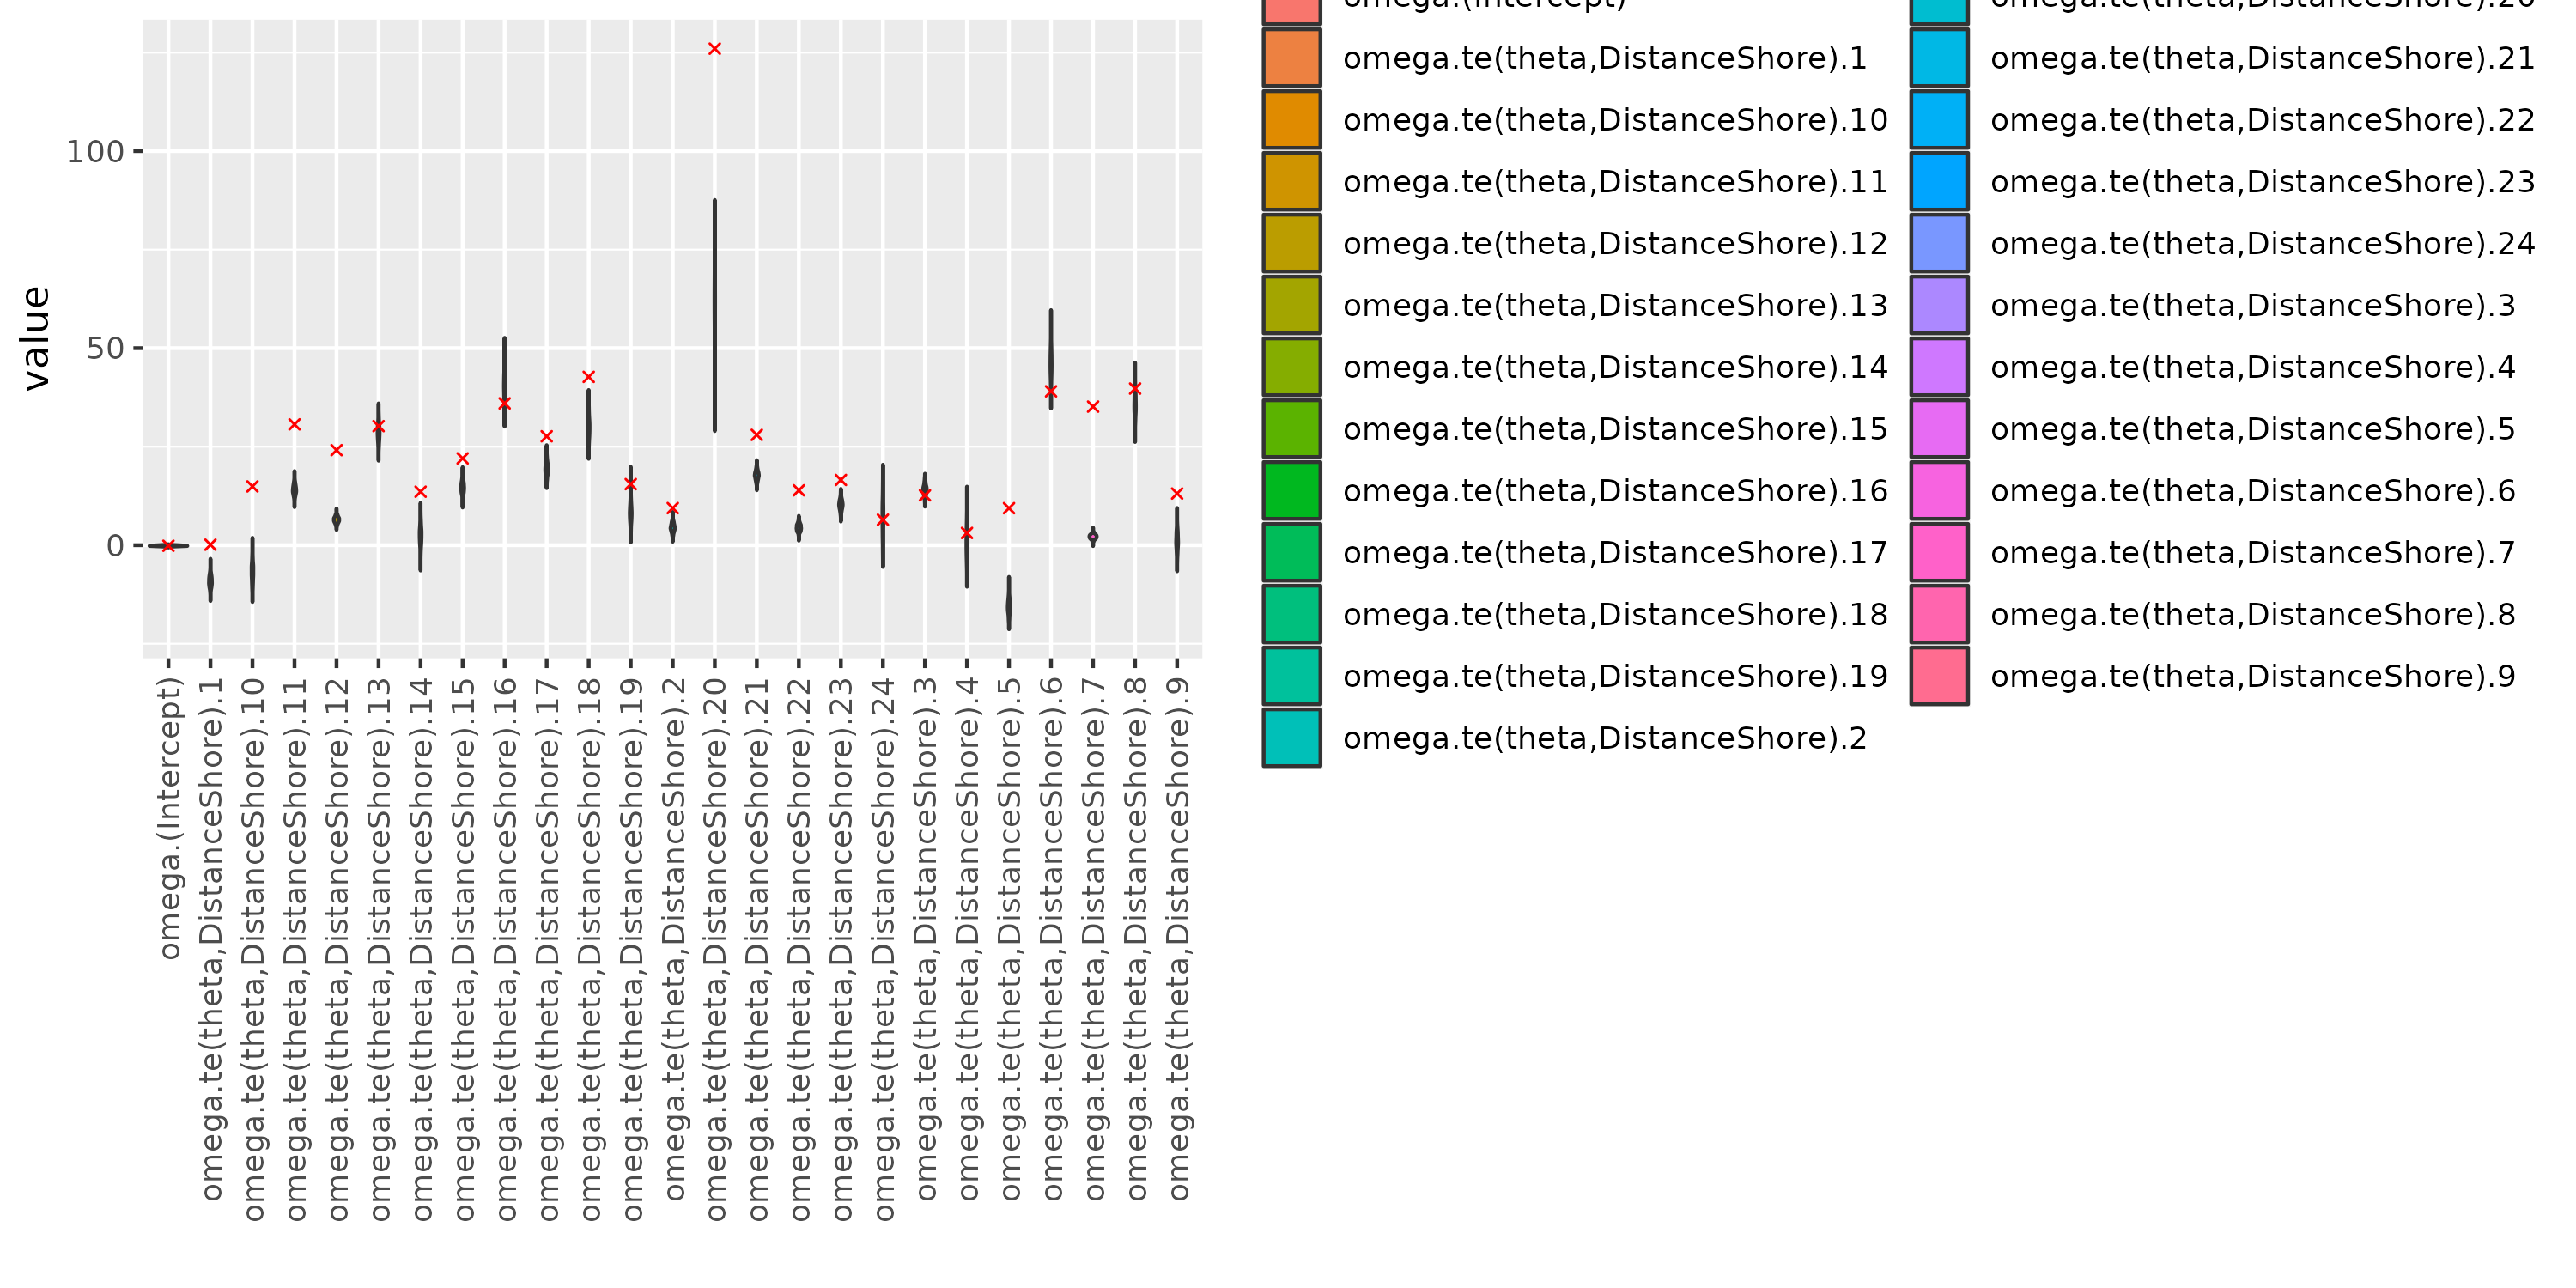 value
100
50
0
omega.(Intercept)
omega.te(theta,DistanceShore).1
omega.te(theta,DistanceShore).10
omega.te(theta,DistanceShore).11
omega.te(theta,DistanceShore).12
omega.te(theta,DistanceShore).13
omega.te(theta,DistanceShore).14
omega.te(theta,DistanceShore).15
omega.te(theta,DistanceShore).16
omega.te(theta,DistanceShore).17
omega.te(theta,DistanceShore).18
omega.te(theta,DistanceShore).19
omega.te(theta,DistanceShore).2
omega.te(theta,DistanceShore).20
omega.te(theta,DistanceShore).21
omega.te(theta,DistanceShore).22
omega.te(theta,DistanceShore).23
omega.te(theta,DistanceShore).24
omega.te(theta,DistanceShore).3
omega.te(theta,DistanceShore).4
omega.te(theta,DistanceShore).5
omega.te(theta,DistanceShore).6
omega.te(theta,DistanceShore).7
omega.te(theta,DistanceShore).8
omega.te(theta,DistanceShore).9
omega.(Intercept)
omega.te(theta,DistanceShore).1
omega.te(theta,DistanceShore).10
omega.te(theta,DistanceShore).11
omega.te(theta,DistanceShore).12
omega.te(theta,DistanceShore).13
omega.te(theta,DistanceShore).14
omega.te(theta,DistanceShore).15
omega.te(theta,DistanceShore).16
omega.te(theta,DistanceShore).17
omega.te(theta,DistanceShore).18
omega.te(theta,DistanceShore).19
omega.te(theta,DistanceShore).2
omega.te(theta,DistanceShore).20
omega.te(theta,DistanceShore).21
omega.te(theta,DistanceShore).22
omega.te(theta,DistanceShore).23
omega.te(theta,DistanceShore).24
omega.te(theta,DistanceShore).3
omega.te(theta,DistanceShore).4
omega.te(theta,DistanceShore).5
omega.te(theta,DistanceShore).6
omega.te(theta,DistanceShore).7
omega.te(theta,DistanceShore).8
omega.te(theta,DistanceShore).9